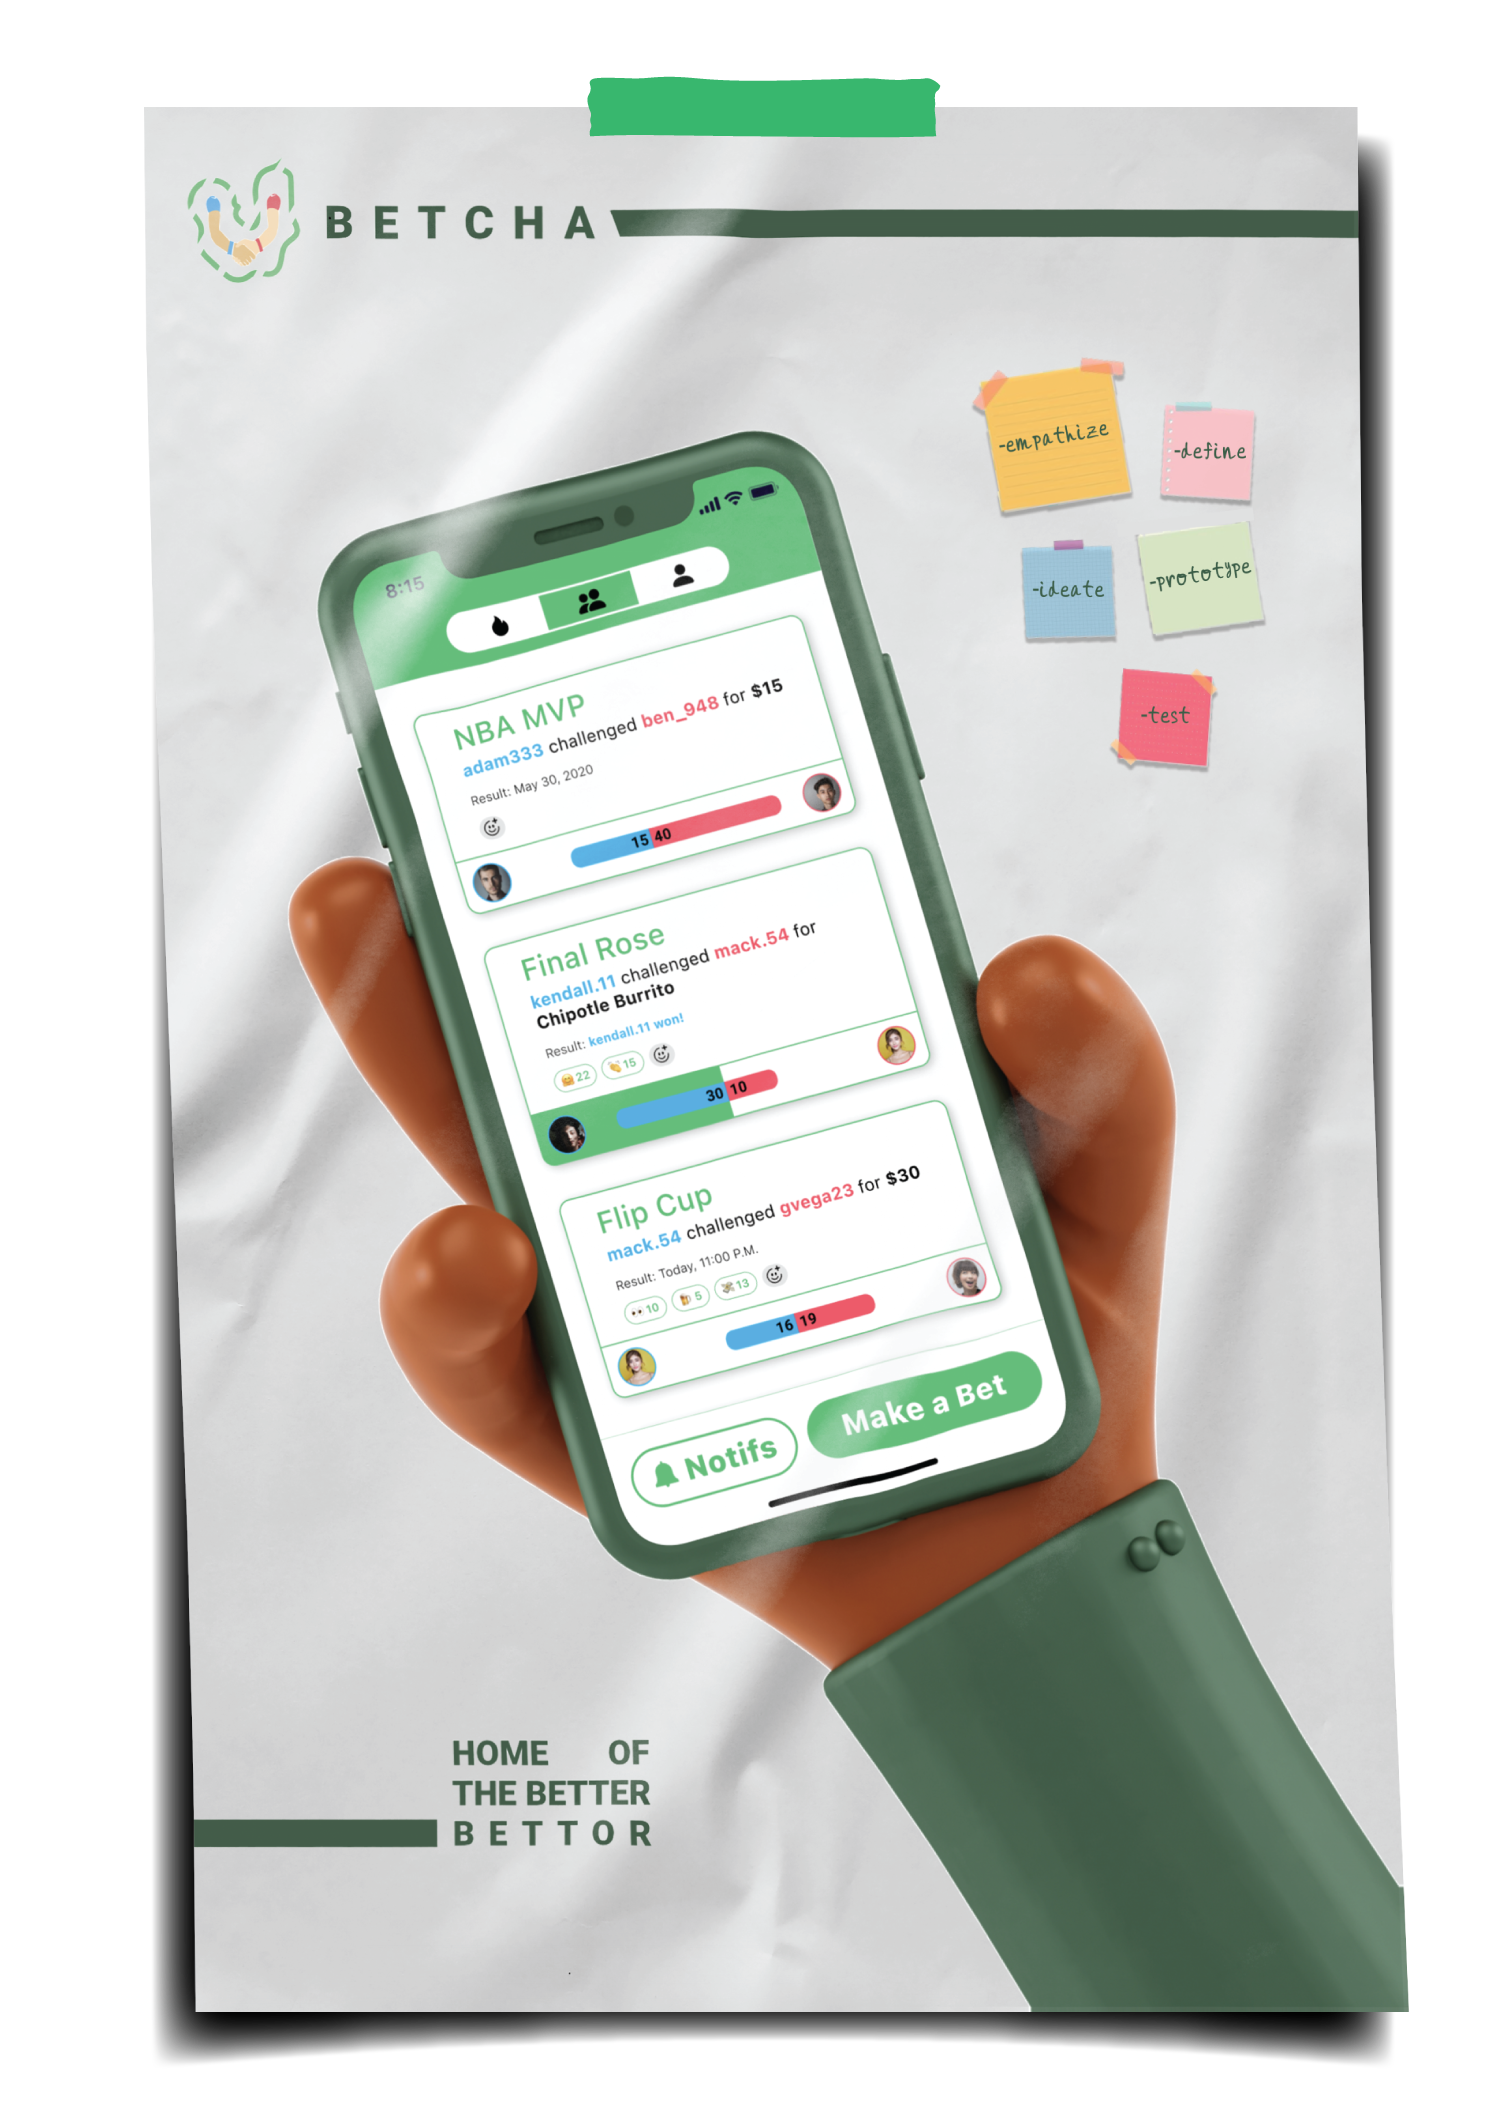 BETCHA
-empathize
-define
-ideate
-prototype
-test
8:15
NBA MVP
adam333 challenged ben_948 for $15
Result: May 30, 2020
15 40
Final Rose
kendall.11 challenged mack.54 for
Chipotle Burrito
Result: kendall.11 won!
22 15
30 10
Flip Cup
mack.54 challenged gvega23 for $30
Result: Today, 11:00 P.M.
10 5 13
16 19
Notifs Make a Bet
HOME OF
THE BETTER
BETTOR